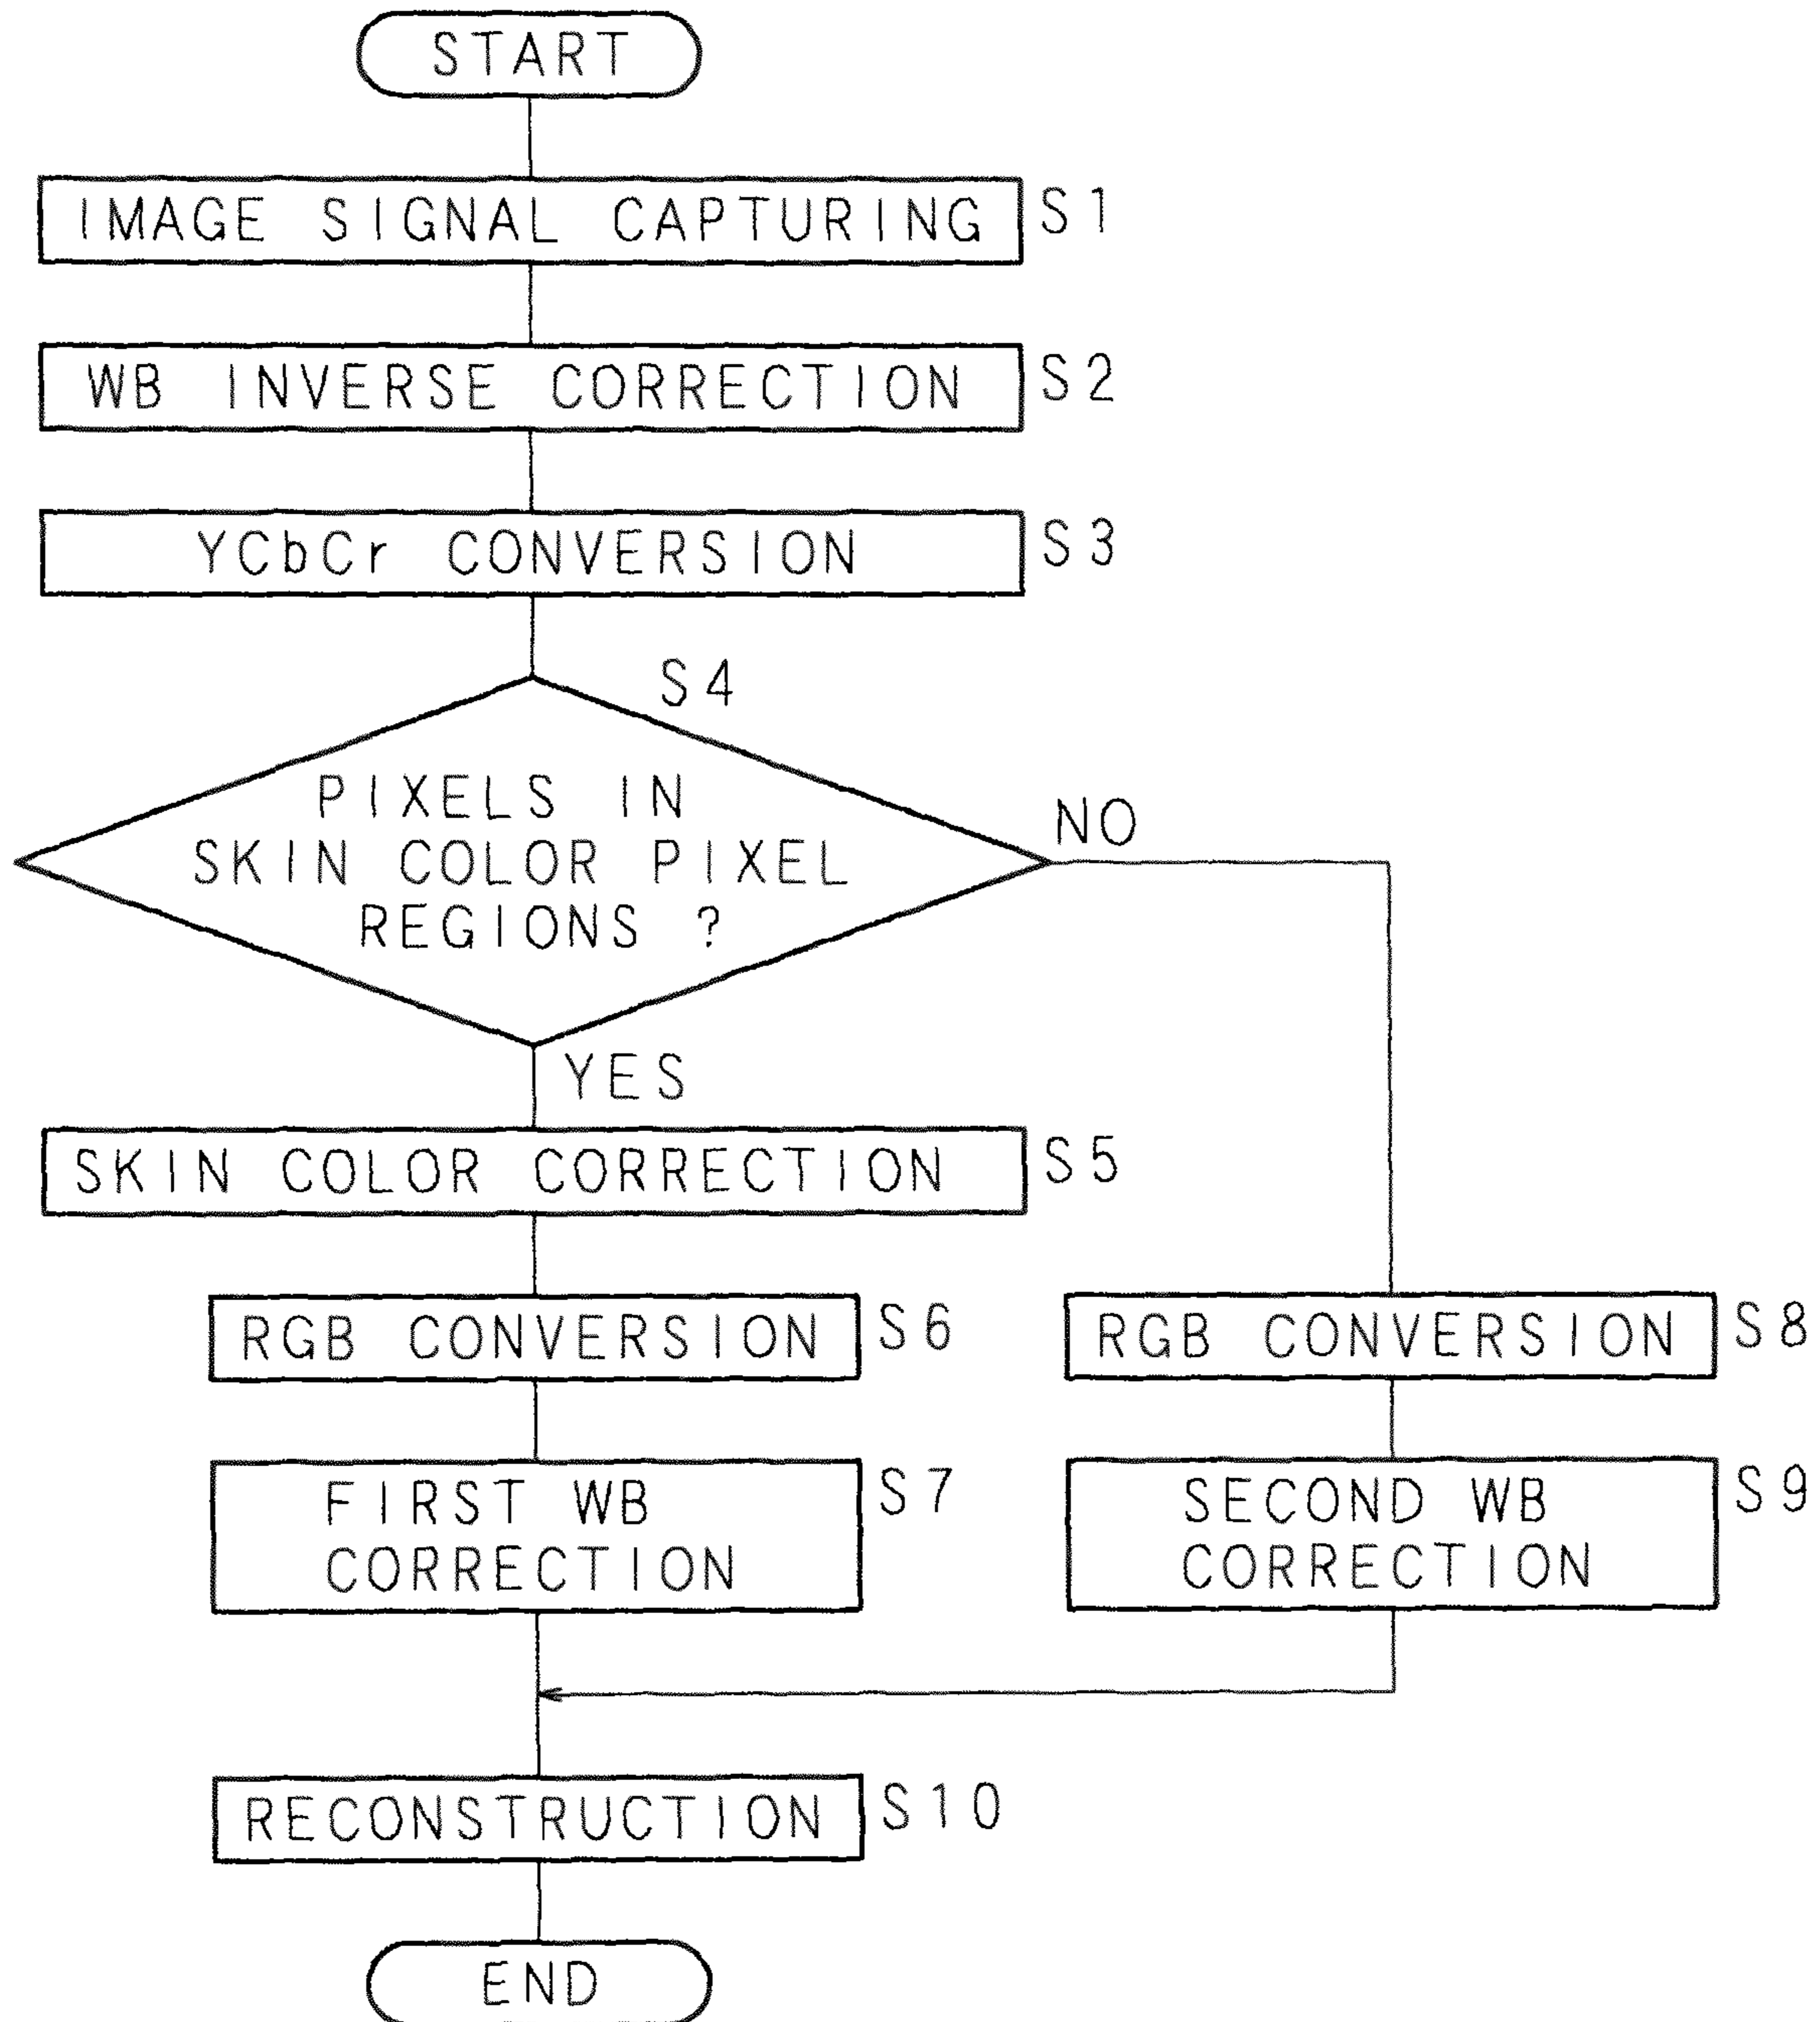 START
IMAGE SIGNAL CAPTURING S1
WB INVERSE CORRECTION S2
YCbCr CONVERSION S3
S4
PIXELS IN
SKIN COLOR PIXEL
REGIONS ?
NO
YES
SKIN COLOR CORRECTION S5
RGB CONVERSION S6
RGB CONVERSION S8
FIRST WB
CORRECTION
S7
SECOND WB
CORRECTION
S9
RECONSTRUCTION S10
END